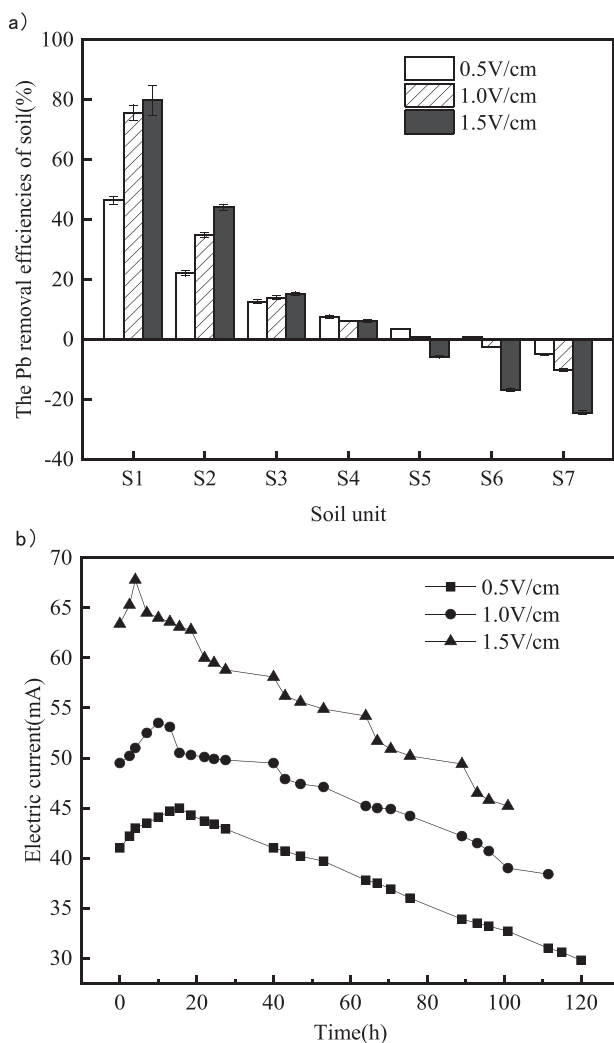 a)
The Pb removal efficiencies of soil(%)
100
80
60
40
20
0
-20
-40
0.5V/cm
1.0V/cm
1.5V/cm
S1 S2 S3 S4 S5 S6 S7
Soil unit
b)
Electric current(mA)
70
65
60
55
50
45
40
35
30
0.5V/cm
1.0V/cm
1.5V/cm
0 20 40 60 80 100 120
Time(h)